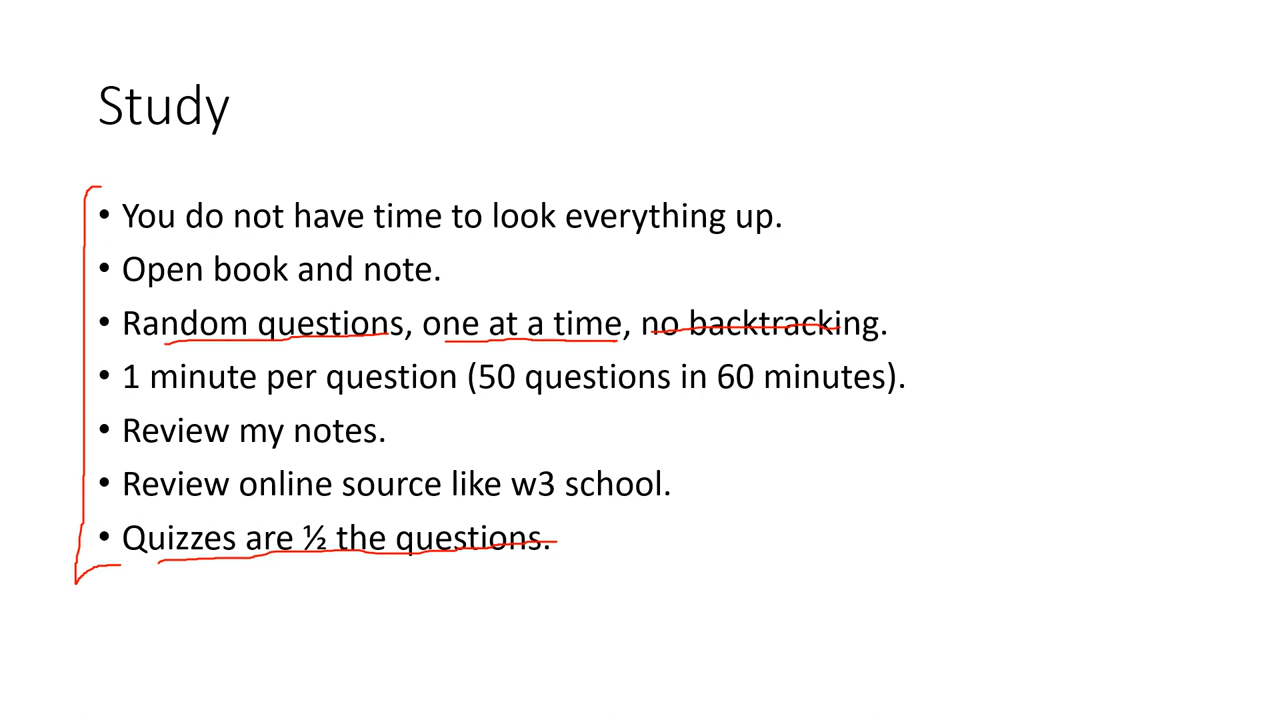 Study
• You do not have time to look everything up.
• Open book and note.
• Random questions, one at a time, no backtracking.
• 1 minute per question (50 questions in 60 minutes).
• Review my notes.
• Review online source like w3 school.
• Quizzes are ½ the questions.